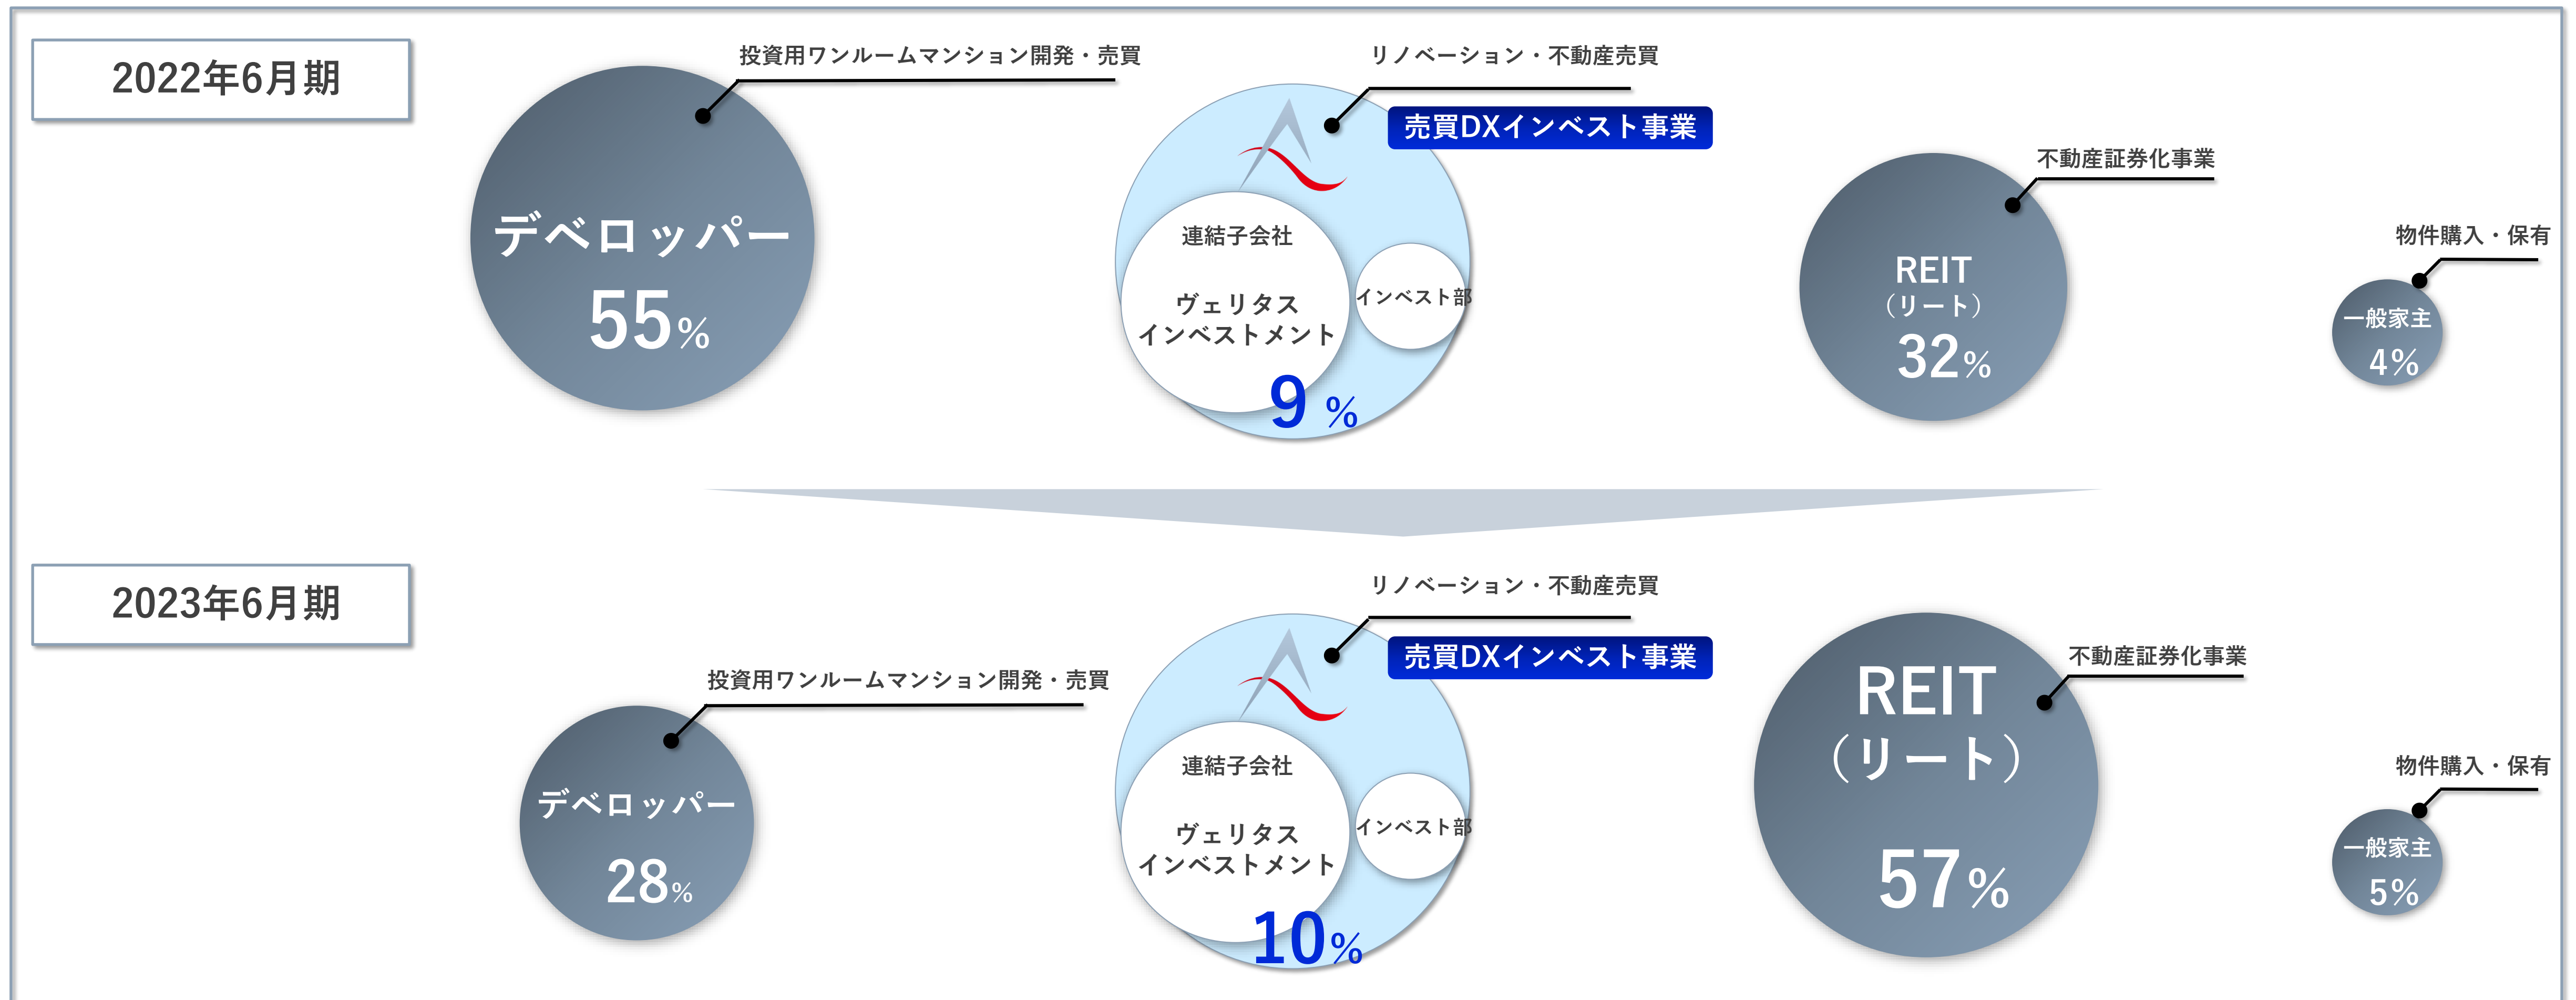 2022年6月期
投資用ワンルームマンション開発・売買
デベロッパー
55%
リノベーション・不動産売買
売買DXインベスト事業
連結子会社
ヴェリタス
インベストメント
インベスト部
9 %
不動産証券化事業
REIT
（リート）
32%
物件購入・保有
一般家主
4%
2023年6月期
投資用ワンルームマンション開発・売買
デベロッパー
28%
リノベーション・不動産売買
売買DXインベスト事業
連結子会社
ヴェリタス
インベストメント
インベスト部
10%
不動産証券化事業
REIT
（リート）
57%
物件購入・保有
一般家主
5%